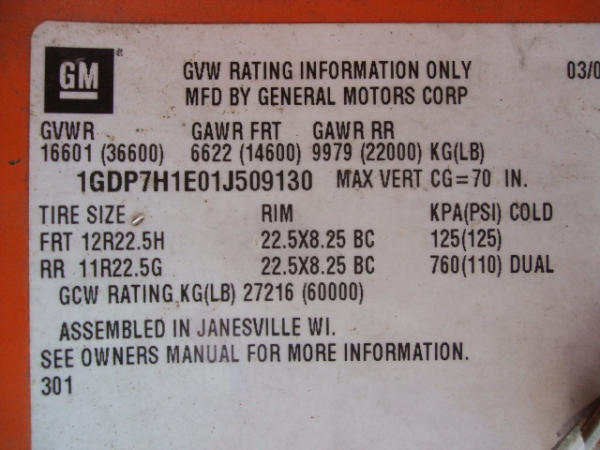 GM
GVW RATING INFORMATION ONLY 03/0
MFD BY GENERAL MOTORS CORP
GVWR GAWR FRT GAWR RR
16601 (36600) 6622 (14600) 9979 (22000) KG(LB)
1GDP7H1E01J509130 MAX VERT CG=70 IN.
TIRE SIZE RIM KPA(PSI) COLD
FRT 12R22.5H 22.5X8.25 BC 125(125)
RR 11R22.5G 22.5X8.25 BC 760(110) DUAL
GCW RATING KG(LB) 27216 (60000)
ASSEMBLED IN JANESVILLE WI.
SEE OWNERS MANUAL FOR MORE INFORMATION.
301